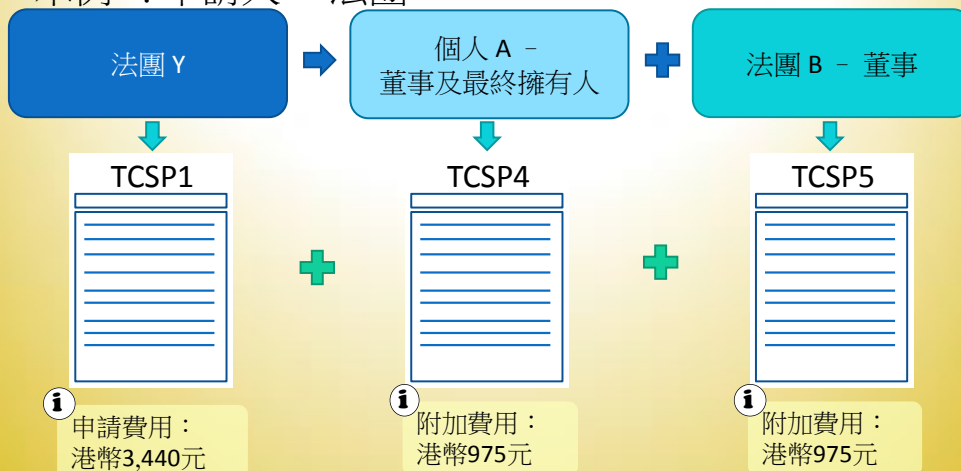 法團 Y
個人 A –
董事及最終擁有人
法團 B – 董事
TCSP1
TCSP4
TCSP5
i
申請費用：
港幣3,440元
i
附加費用：
港幣975元
i
附加費用：
港幣975元